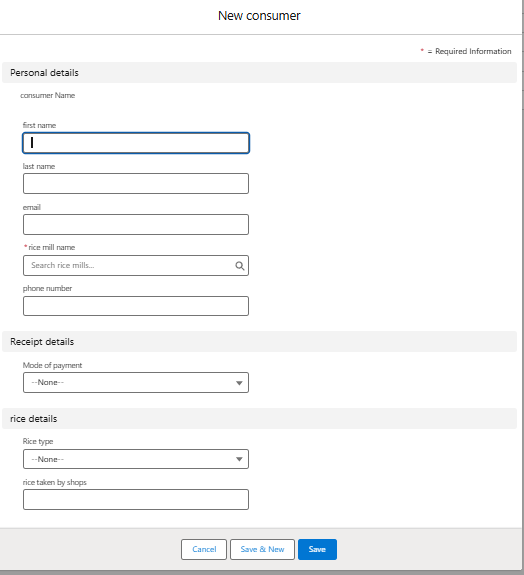 New consumer
* = Required Information
Personal details
consumer Name
first name
last name
email
*rice mill name
Search rice mills...
phone number
Receipt details
Mode of payment
--None--
rice details
Rice type
--None--
rice taken by shops
Cancel Save & New Save